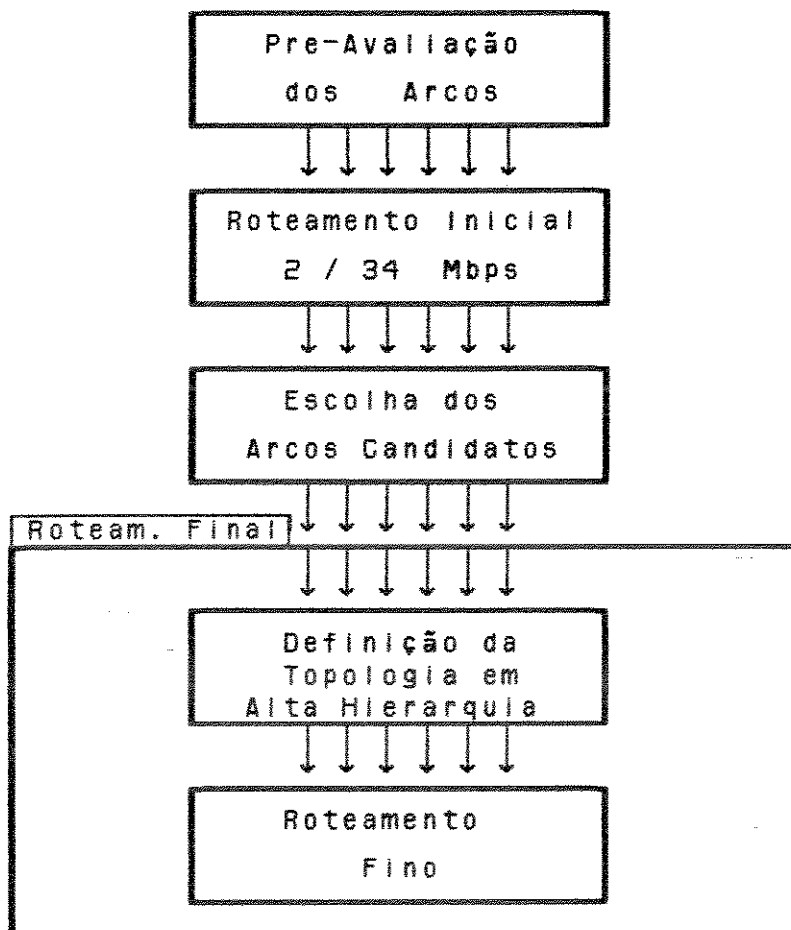 Pre-Avaliação
dos Arcos
Roteamento Inicial
2 / 34 Mbps
Escolha dos
Arcos Candidatos
Roteam. Final
Definição da
Topologia em
Alta Hierarquia
Roteamento
Fino